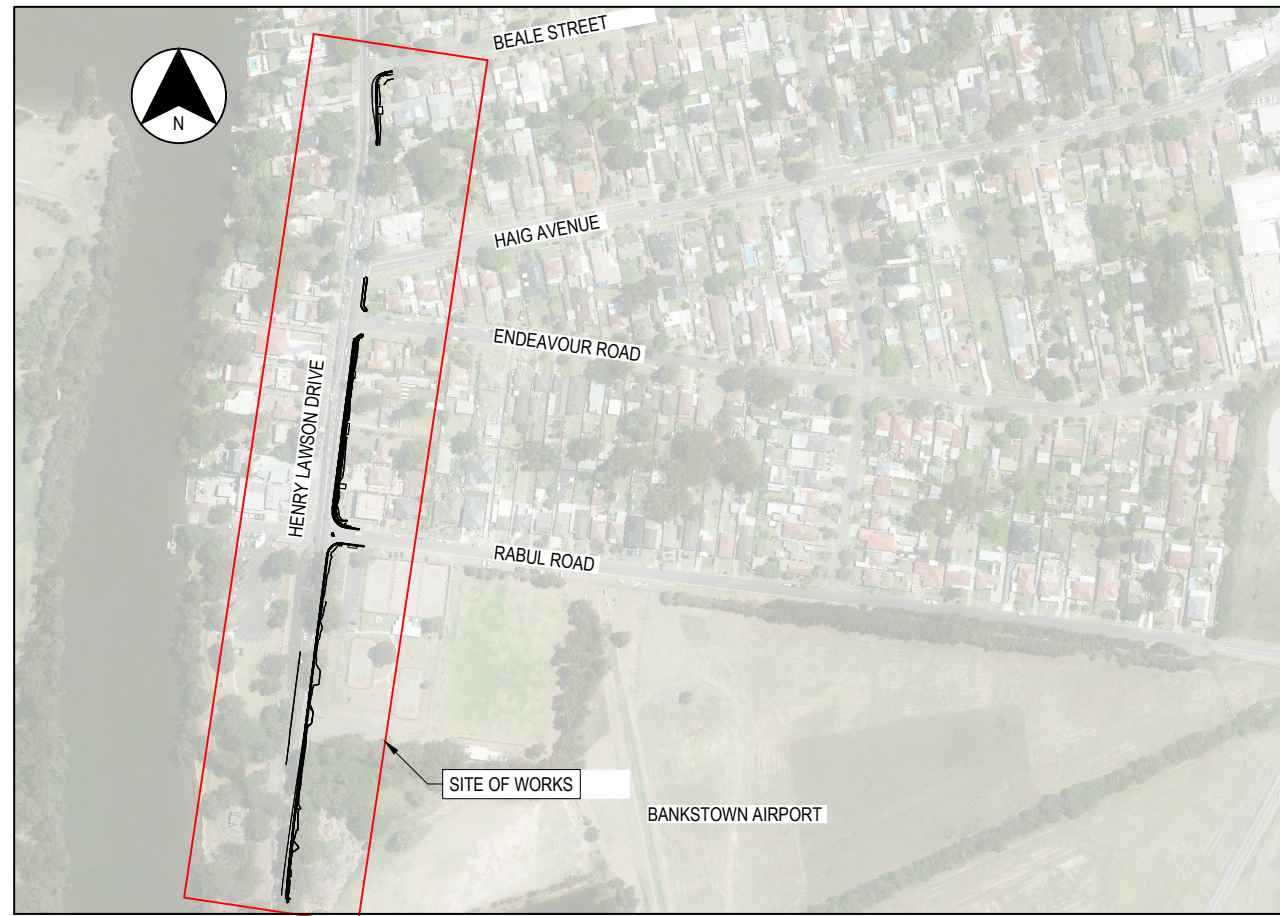 BEALE STREET
N
HAIG AVENUE
ENDEAVOUR ROAD
HENRY LAWSON DRIVE
RABUL ROAD
SITE OF WORKS
BANKSTOWN AIRPORT